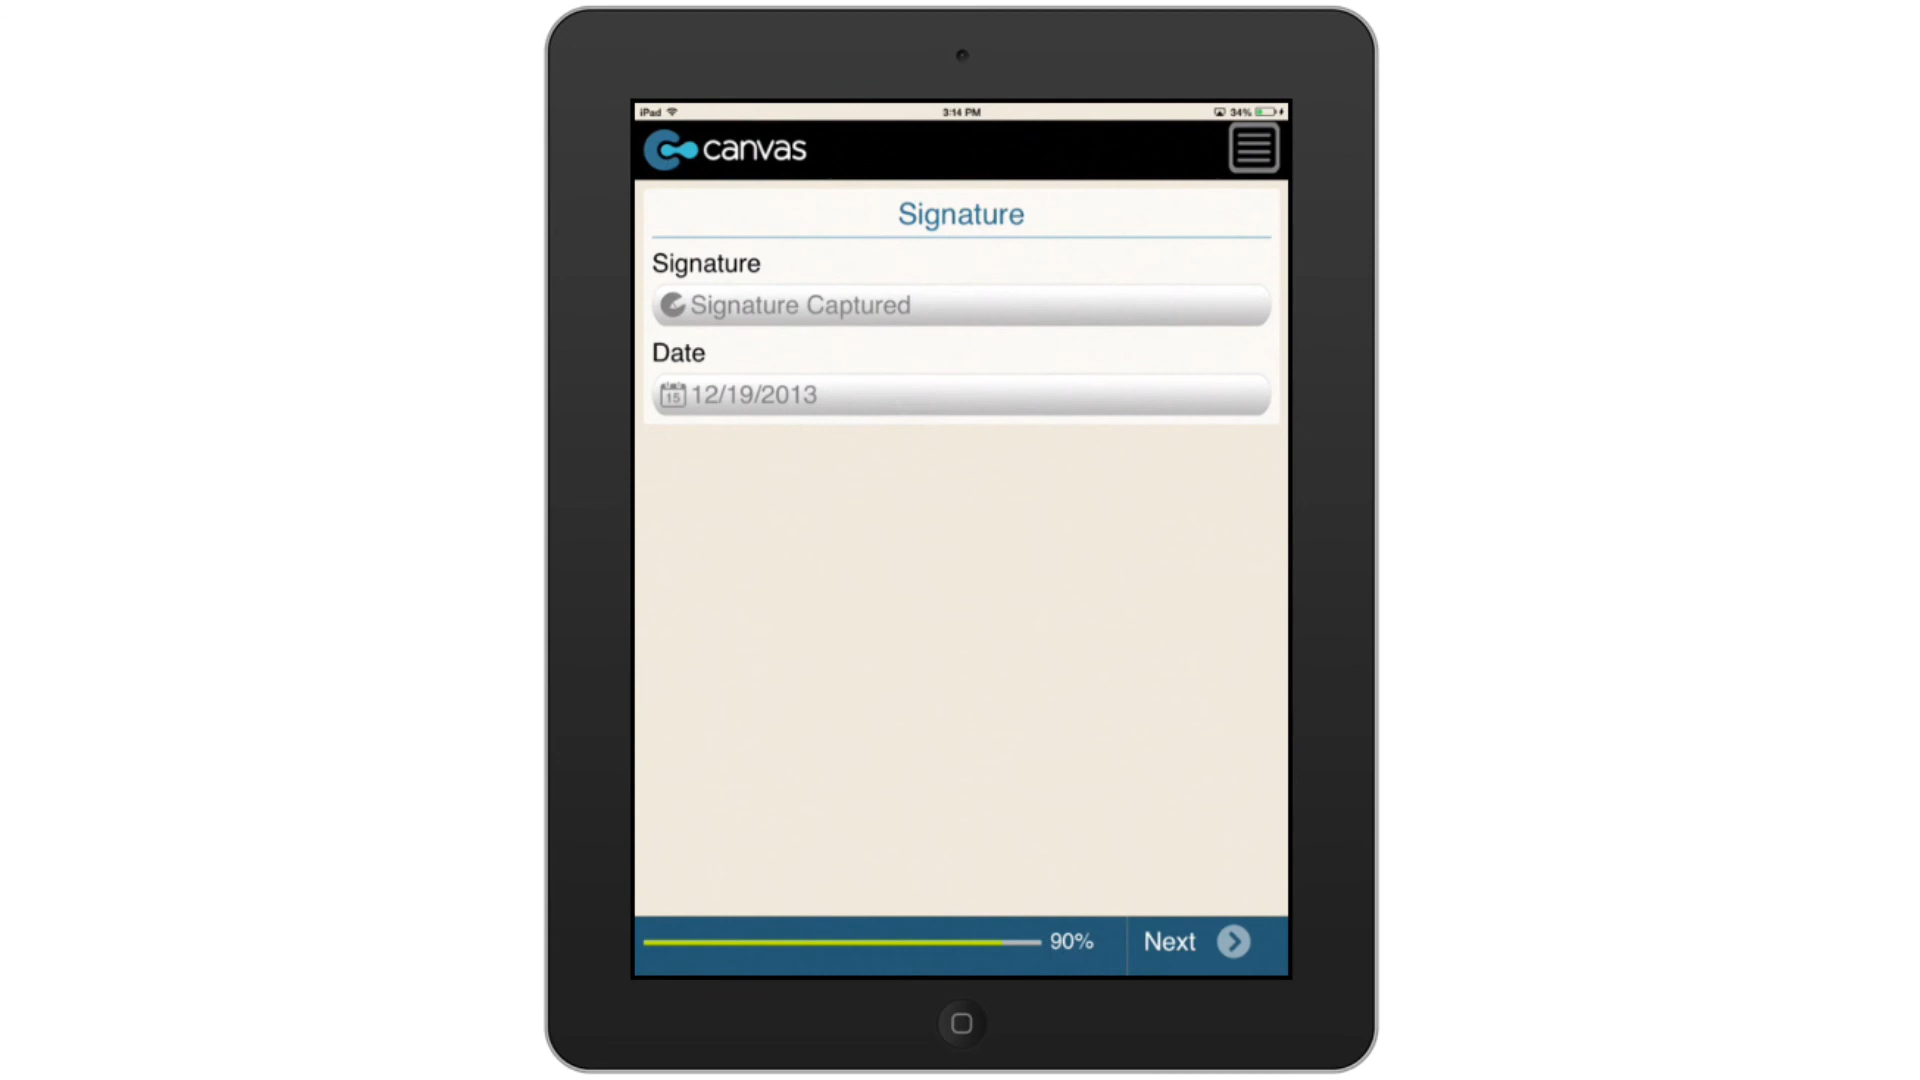 iPad 3:14 PM 34%
canvas
Signature
Signature
Signature Captured
Date
15 12/19/2013
90% Next